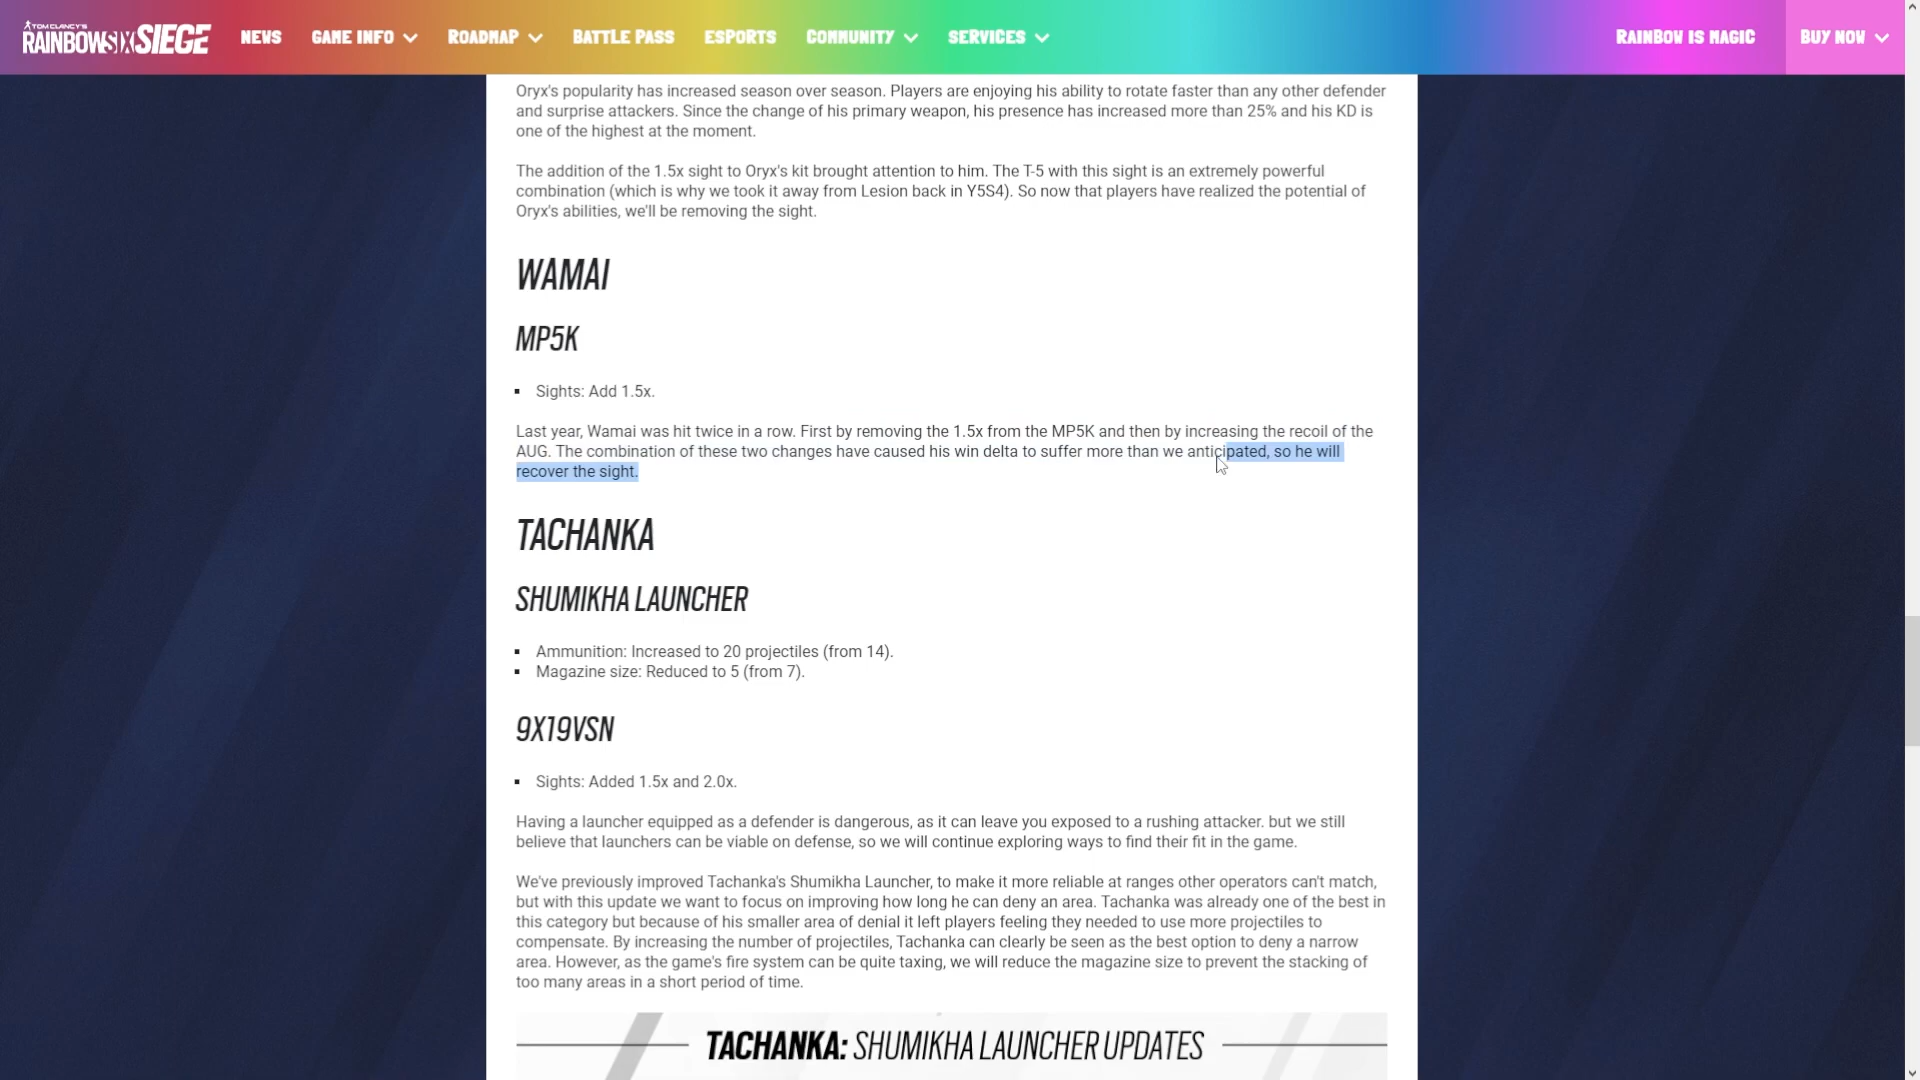 TOM CLANCY'S
RAINBOWSIX SIEGE
NEWS
GAME INFO
ROADMAP
BATTLE PASS
ESPORTS
COMMUNITY
SERVICES
RAINBOW IS MAGIC
BUY NOW
Oryx's popularity has increased season over season. Players are enjoying his ability to rotate faster than any other defender
and surprise attackers. Since the change of his primary weapon, his presence has increased more than 25% and his KD is
one of the highest at the moment.
The addition of the 1.5x sight to Oryx's kit brought attention to him. The T-5 with this sight is an extremely powerful
combination (which is why we took it away from Lesion back in Y5S4). So now that players have realized the potential of
Oryx's abilities, we'll be removing the sight.
WAMAI
MP5K
▪ Sights: Add 1.5x.
Last year, Wamai was hit twice in a row. First by removing the 1.5x from the MP5K and then by increasing the recoil of the
AUG. The combination of these two changes have caused his win delta to suffer more than we anticipated, so he will
recover the sight.
TACHANKA
SHUMIKHA LAUNCHER
▪ Ammunition: Increased to 20 projectiles (from 14).
▪ Magazine size: Reduced to 5 (from 7).
9X19VSN
▪ Sights: Added 1.5x and 2.0x.
Having a launcher equipped as a defender is dangerous, as it can leave you exposed to a rushing attacker. but we still
believe that launchers can be viable on defense, so we will continue exploring ways to find their fit in the game.
We've previously improved Tachanka's Shumikha Launcher, to make it more reliable at ranges other operators can't match,
but with this update we want to focus on improving how long he can deny an area. Tachanka was already one of the best in
this category but because of his smaller area of denial it left players feeling they needed to use more projectiles to
compensate. By increasing the number of projectiles, Tachanka can clearly be seen as the best option to deny a narrow
area. However, as the game's fire system can be quite taxing, we will reduce the magazine size to prevent the stacking of
too many areas in a short period of time.
TACHANKA: SHUMIKHA LAUNCHER UPDATES